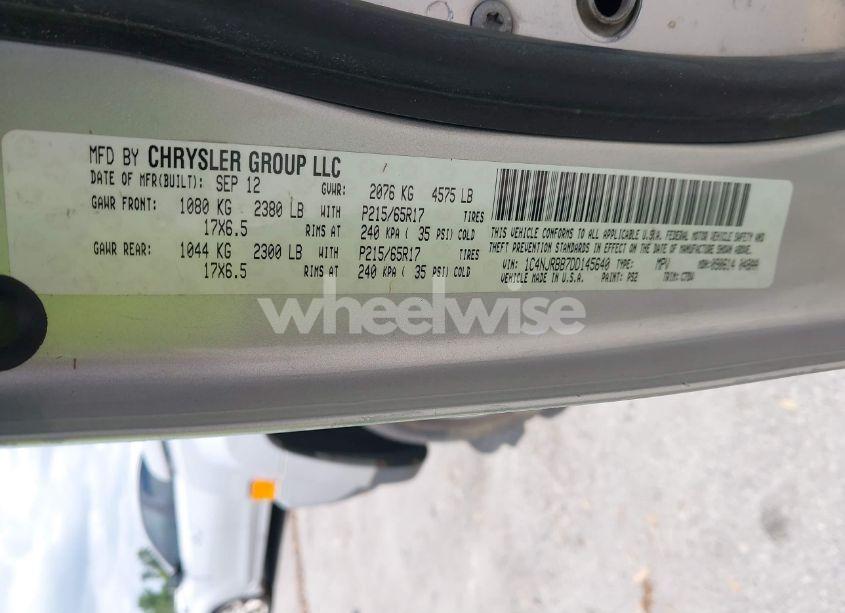 MFD BY CHRYSLER GROUP LLC
DATE OF MFR(BUILT): SEP 12 GVWR: 2076 KG 4575 LB
GAWR FRONT: 1080 KG 2380 LB WITH P215/65R17 TIRES
17X6.5 RIMS AT 240 KPA ( 35 PSI) COLD
GAWR REAR: 1044 KG 2300 LB WITH P215/65R17 TIRES
17X6.5 RIMS AT 240 KPA ( 35 PSI) COLD
THIS VEHICLE CONFORMS TO ALL APPLICABLE U.S.A. FEDERAL MOTOR VEHICLE SAFETY AND
THEFT PREVENTION STANDARDS IN EFFECT ON THE DATE OF MANUFACTURE SHOWN ABOVE.
VIN: 1C4NJRBB7DD145640 TYPE: MPV MDH: 090614
VEHICLE MADE IN U.S.A. PAINT: PS2 TRIM:
wheelwise